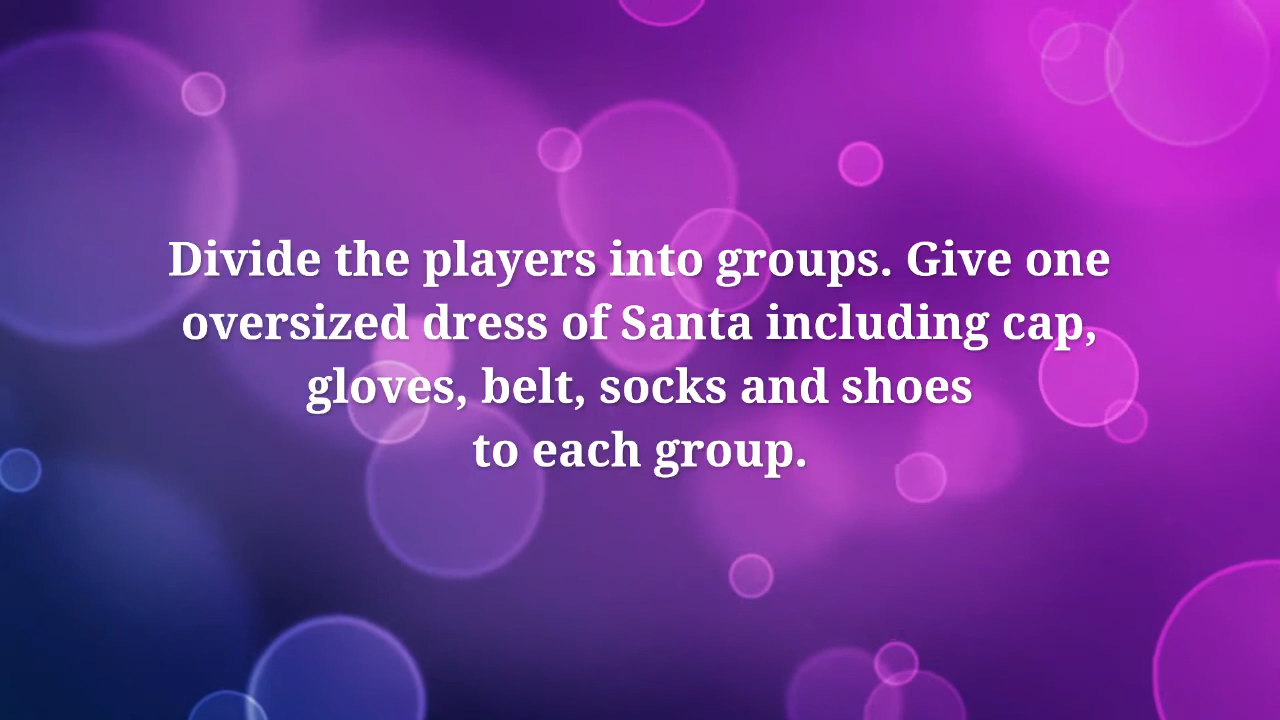 Divide the players into groups. Give one
oversized dress of Santa including cap,
gloves, belt, socks and shoes
to each group.